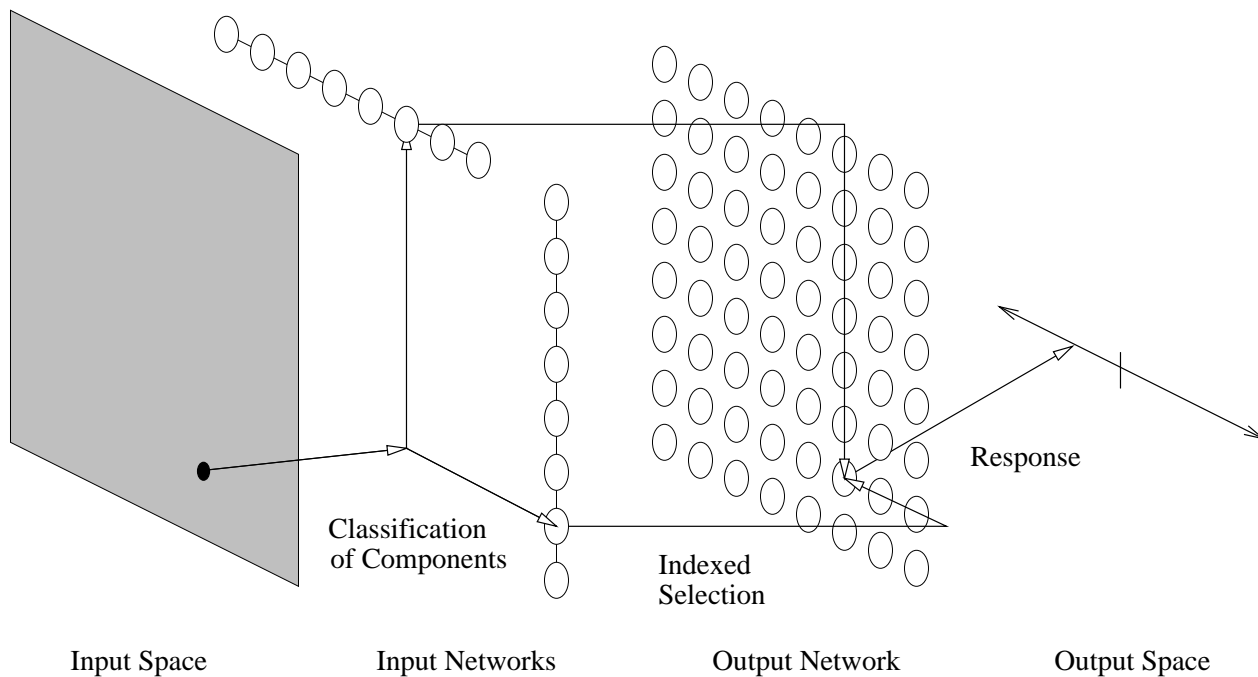 Response
Classification
of Components
Indexed
Selection
Input Space
Input Networks
Output Network
Output Space